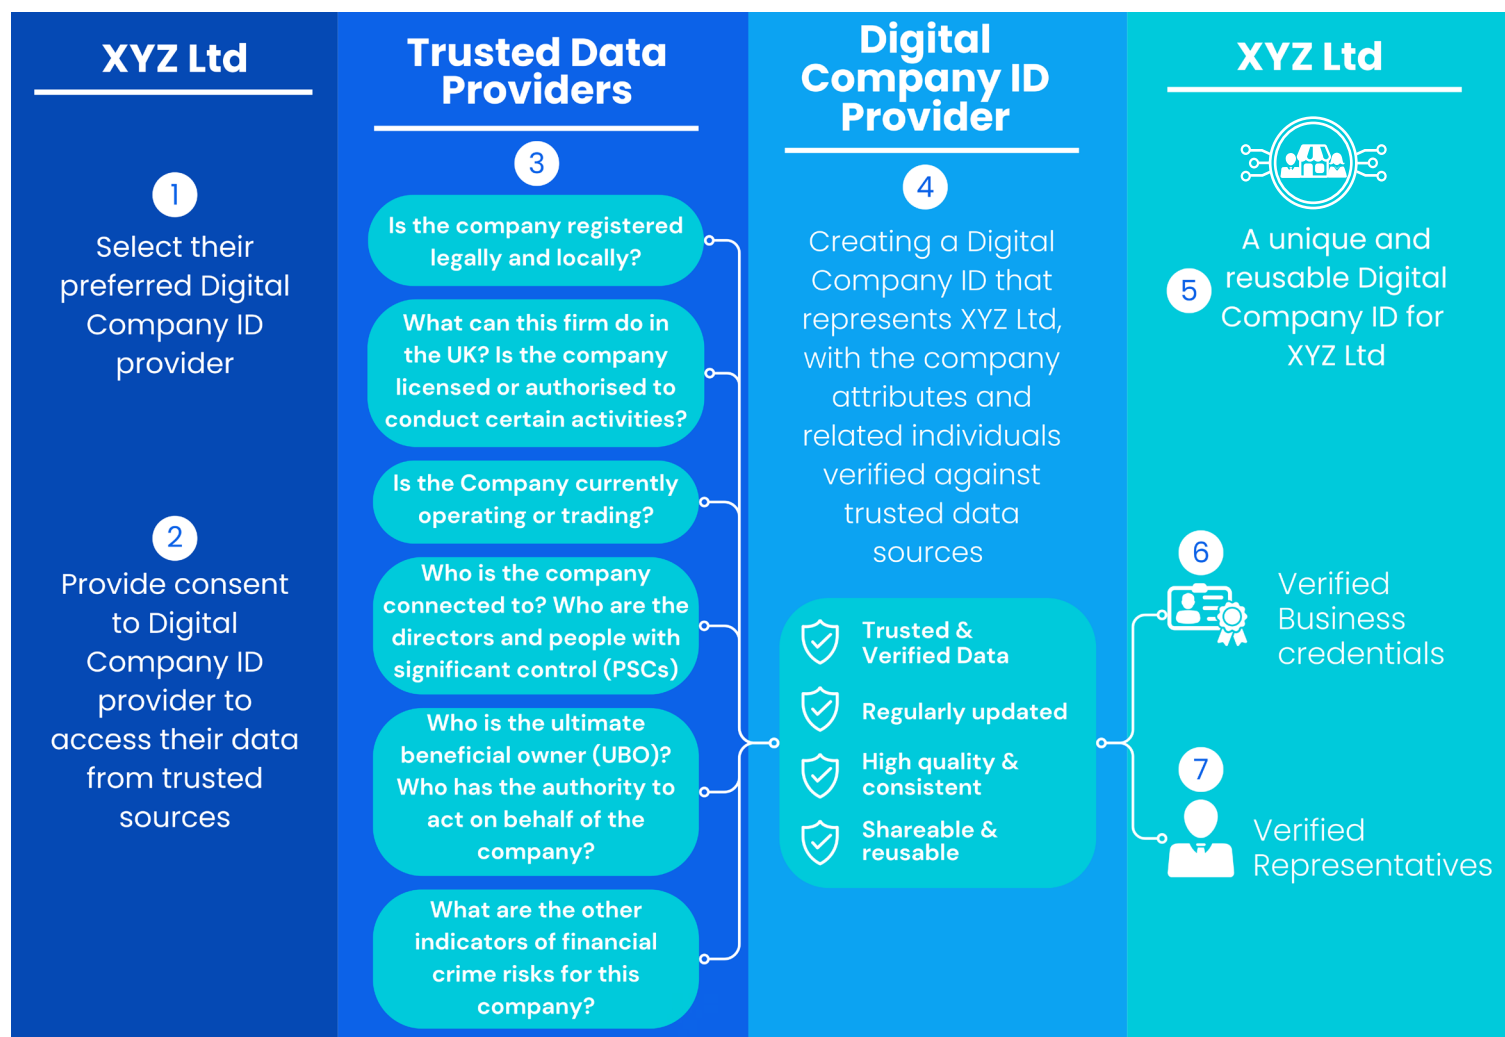 XYZ Ltd
1
Select their
preferred Digital
Company ID
provider
2
Provide consent
to Digital
Company ID
provider to
access their data
from trusted
sources
Trusted Data
Providers
3
Is the company registered
legally and locally?
What can this firm do in
the UK? Is the company
licensed or authorised to
conduct certain activities?
Is the Company currently
operating or trading?
Who is the company
connected to? Who are the
directors and people with
significant control (PSCs)
Who is the ultimate
beneficial owner (UBO)?
Who has the authority to
act on behalf of the
company?
What are the other
indicators of financial
crime risks for this
company?
Digital
Company ID
Provider
4
Creating a Digital
Company ID that
represents XYZ Ltd,
with the company
attributes and
related individuals
verified against
trusted data
sources
Trusted &
Verified Data
Regularly updated
High quality &
consistent
Shareable &
reusable
XYZ Ltd
5
A unique and
reusable Digital
Company ID for
XYZ Ltd
6
Verified
Business
credentials
7
Verified
Representatives